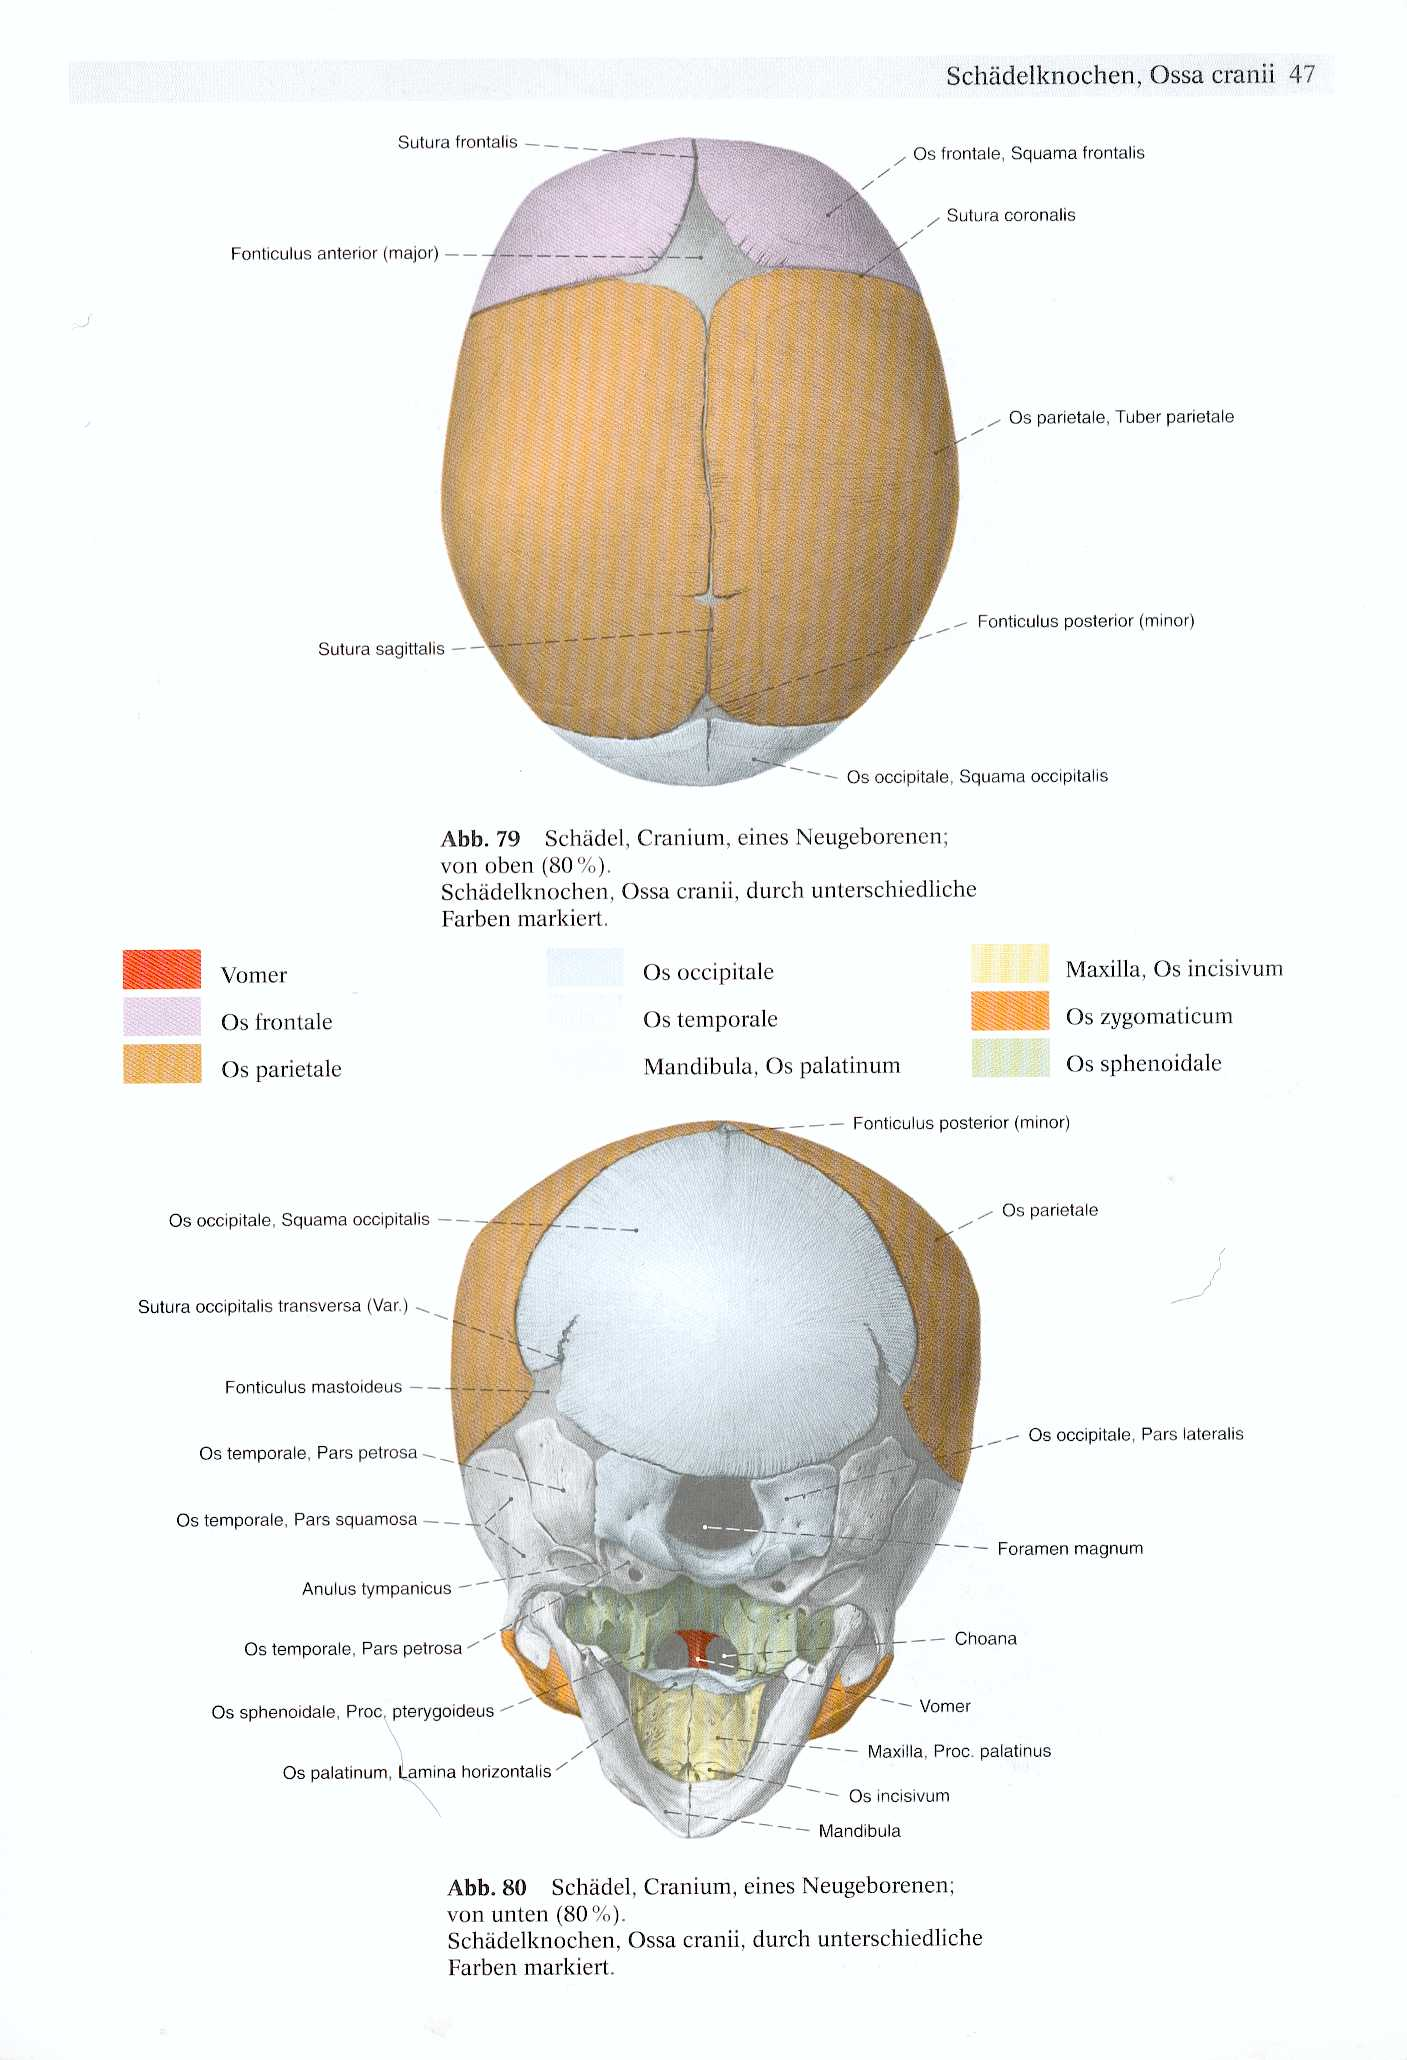 Schädelknochen, Ossa cranii 47
Sutura frontalis
Os frontale, Squama frontalis
Sutura coronalis
Fonticulus anterior (major)
Os parietale, Tuber parietale
Fonticulus posterior (minor)
Sutura sagittalis
Os occipitale, Squama occipitalis
Abb. 79 Schädel, Cranium, eines Neugeborenen;
von oben (80%).
Schädelknochen, Ossa cranii, durch unterschiedliche
Farben markiert.
Vomer
Os frontale
Os parietale
Os occipitale
Os temporale
Mandibula, Os palatinum
Maxilla, Os incisivum
Os zygomaticum
Os sphenoidale
Fonticulus posterior (minor)
Os occipitale, Squama occipitalis
Os parietale
Sutura occipitalis transversa (Var.)
Fonticulus mastoideus
Os temporale, Pars petrosa
Os occipitale, Pars lateralis
Os temporale, Pars squamosa
Foramen magnum
Anulus tympanicus
Os temporale, Pars petrosa
Choana
Os sphenoidale, Proc. pterygoideus
Vomer
Maxilla, Proc. palatinus
Os palatinum, Lamina horizontalis
Os incisivum
Mandibula
Abb. 80 Schädel, Cranium, eines Neugeborenen;
von unten (80%).
Schädelknochen, Ossa cranii, durch unterschiedliche
Farben markiert.